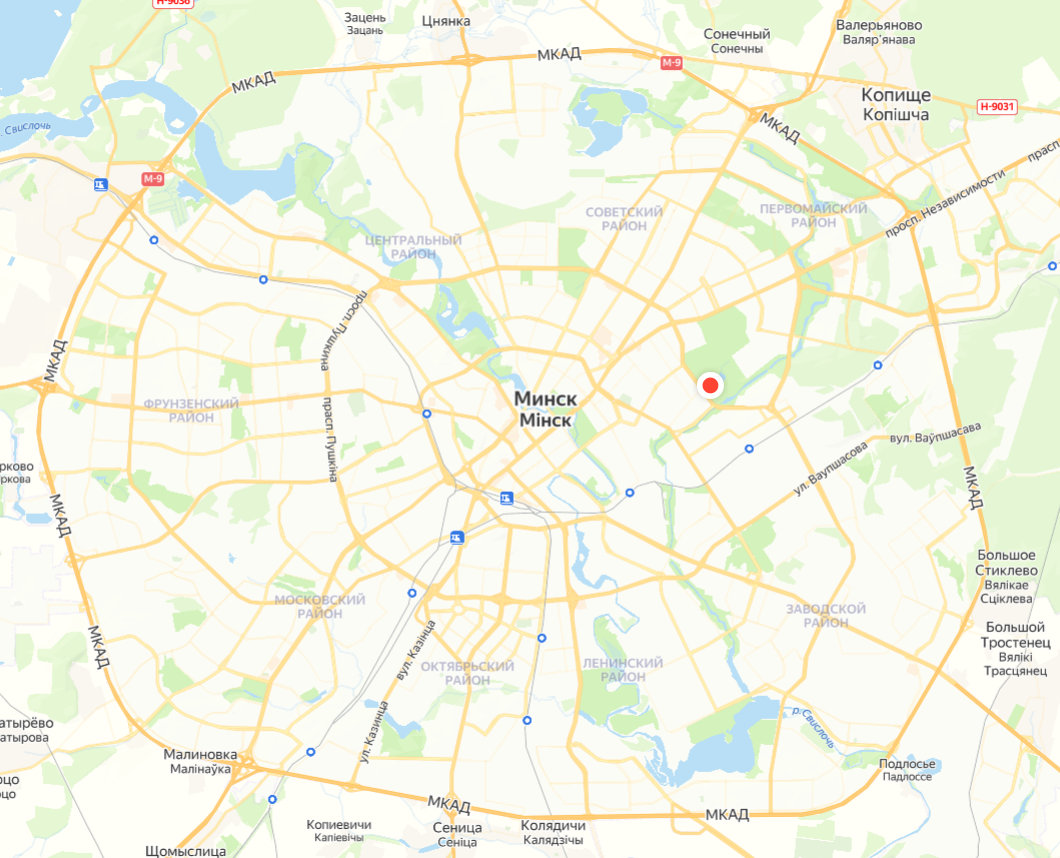 Н-9036
Зацень
Зацань
Цнянка
Сонечный
Сонечны
Валерьяново
Валяр'янава
МКАД
МКАД
М-9
Копище
Копішча
Н-9031
МКАД
Свислочь
М-9
просп. Независимости
СОВЕТСКИЙ
РАЙОН
ПЕРВОМАЙСКИЙ
РАЙОН
ЦЕНТРАЛЬНЫЙ
РАЙОН
просп. Пушкина
МКАД
ФРУНЗЕНСКИЙ
РАЙОН
прасп. Пушкіна
Минск
Мінск
вул. Ваўпшасава
ул. Ваупшасова
МКАД
МКАД
Большое
Стиклево
Вялікае
Сціклева
МОСКОВСКИЙ
РАЙОН
ЗАВОДСКОЙ
РАЙОН
Большой
Тростенец
Вялікі
Трасцянец
МКАД
вул. Казінца
ОКТЯБРЬСКИЙ
РАЙОН
ЛЕНИНСКИЙ
РАЙОН
ул. Казинца
р. Свислочь
Малиновка
Малінаўка
Подлосье
Падлоссе
МКАД
МКАД
Копиевичи
Капіевічы
Сеница
Сеніца
Колядичи
Калядзічы
Щомыслица